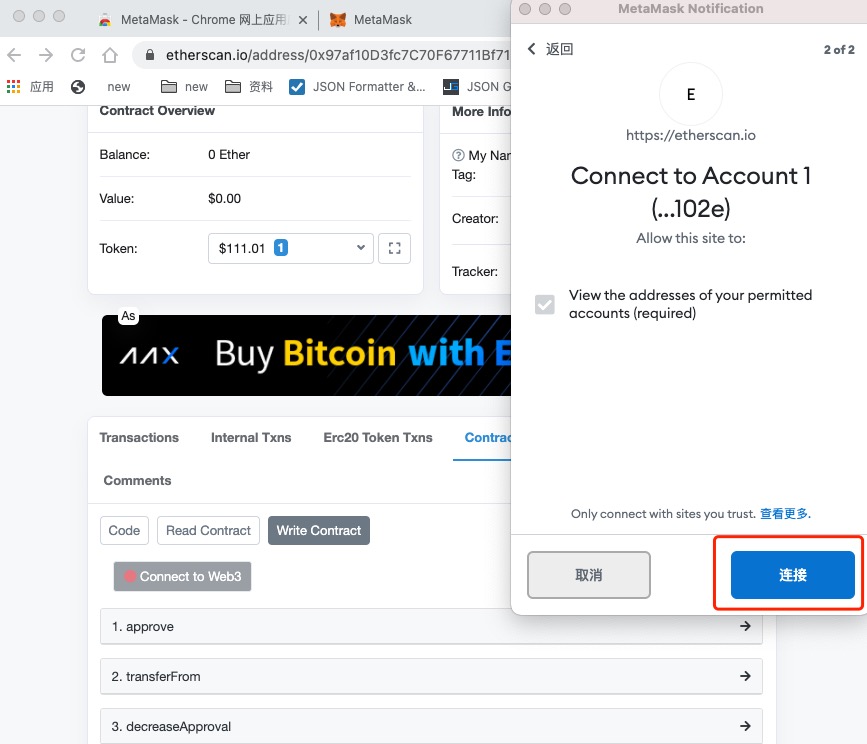 MetaMask - Chrome 网上应用
MetaMask
etherscan.io/address/0x97af10D3fc7C70F67711Bf71
应用
new
new
资料
JSON Formatter &...
JSON G
Contract Overview
Balance:
0 Ether
Value:
$0.00
Token:
$111.01 1
More Info
My Nam
Tag:
Creator:
Tracker:
As
AAX
Buy Bitcoin with E
Transactions
Internal Txns
Erc20 Token Txns
Contrac
Comments
Code
Read Contract
Write Contract
Connect to Web3
1. approve
2. transferFrom
3. decreaseApproval
MetaMask Notification
返回
2 of 2
E
https://etherscan.io
Connect to Account 1
(...102e)
Allow this site to:
View the addresses of your permitted
accounts (required)
Only connect with sites you trust. 查看更多.
取消
连接